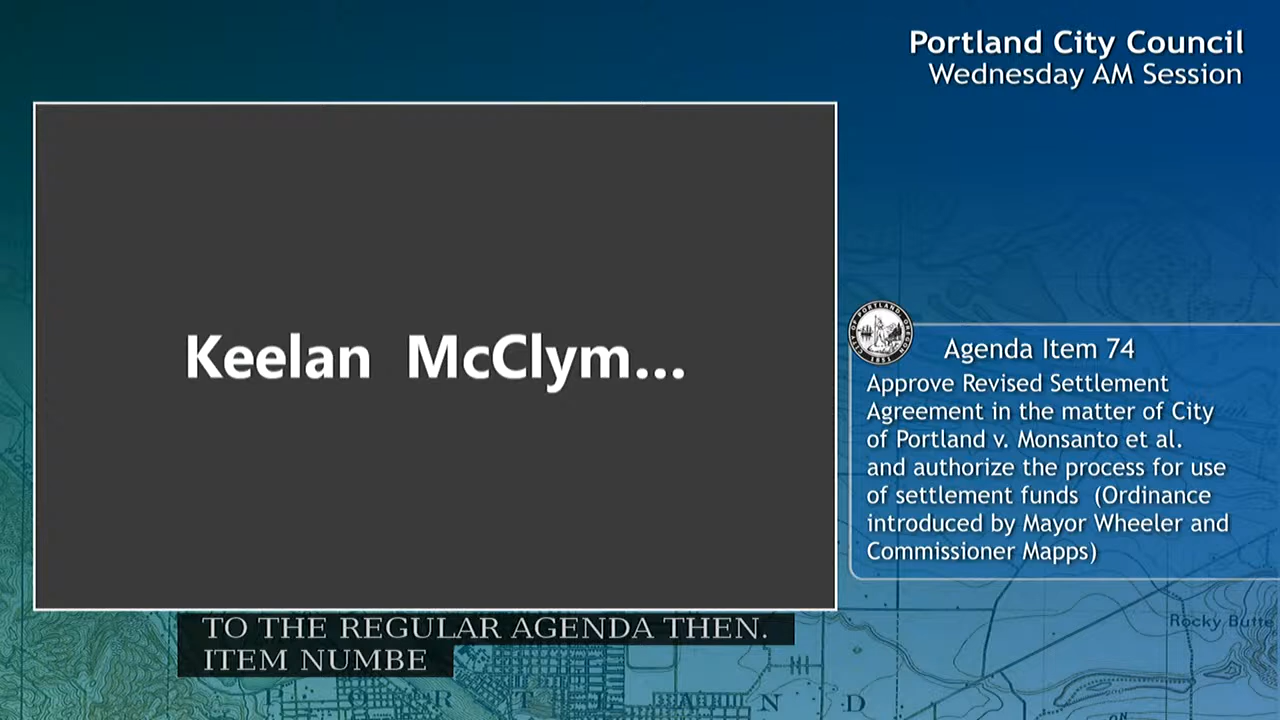 Portland City Council
Wednesday AM Session
Keelan McClym...
Agenda Item 74
Approve Revised Settlement
Agreement in the matter of City
of Portland v. Monsanto et al.
and authorize the process for use
of settlement funds (Ordinance
introduced by Mayor Wheeler and
Commissioner Mapps)
TO THE REGULAR AGENDA THEN.
ITEM NUMBE
Rocky Butte